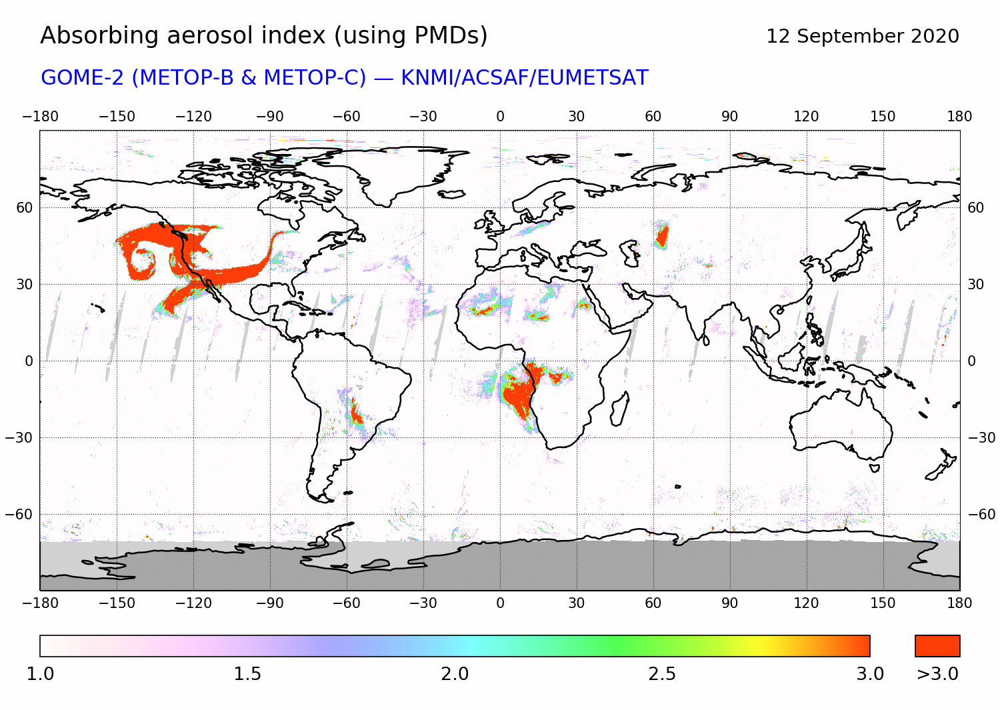 Absorbing aerosol index (using PMDs)
12 September 2020
GOME-2 (METOP-B & METOP-C) — KNMI/ACSAF/EUMETSAT
−180 −150 −120 −90 −60 −30 0 30 60 90 120 150 180
60 60
30 30
0 0
−30 −30
−60 −60
−180 −150 −120 −90 −60 −30 0 30 60 90 120 150 180
1.0 1.5 2.0 2.5 3.0 >3.0